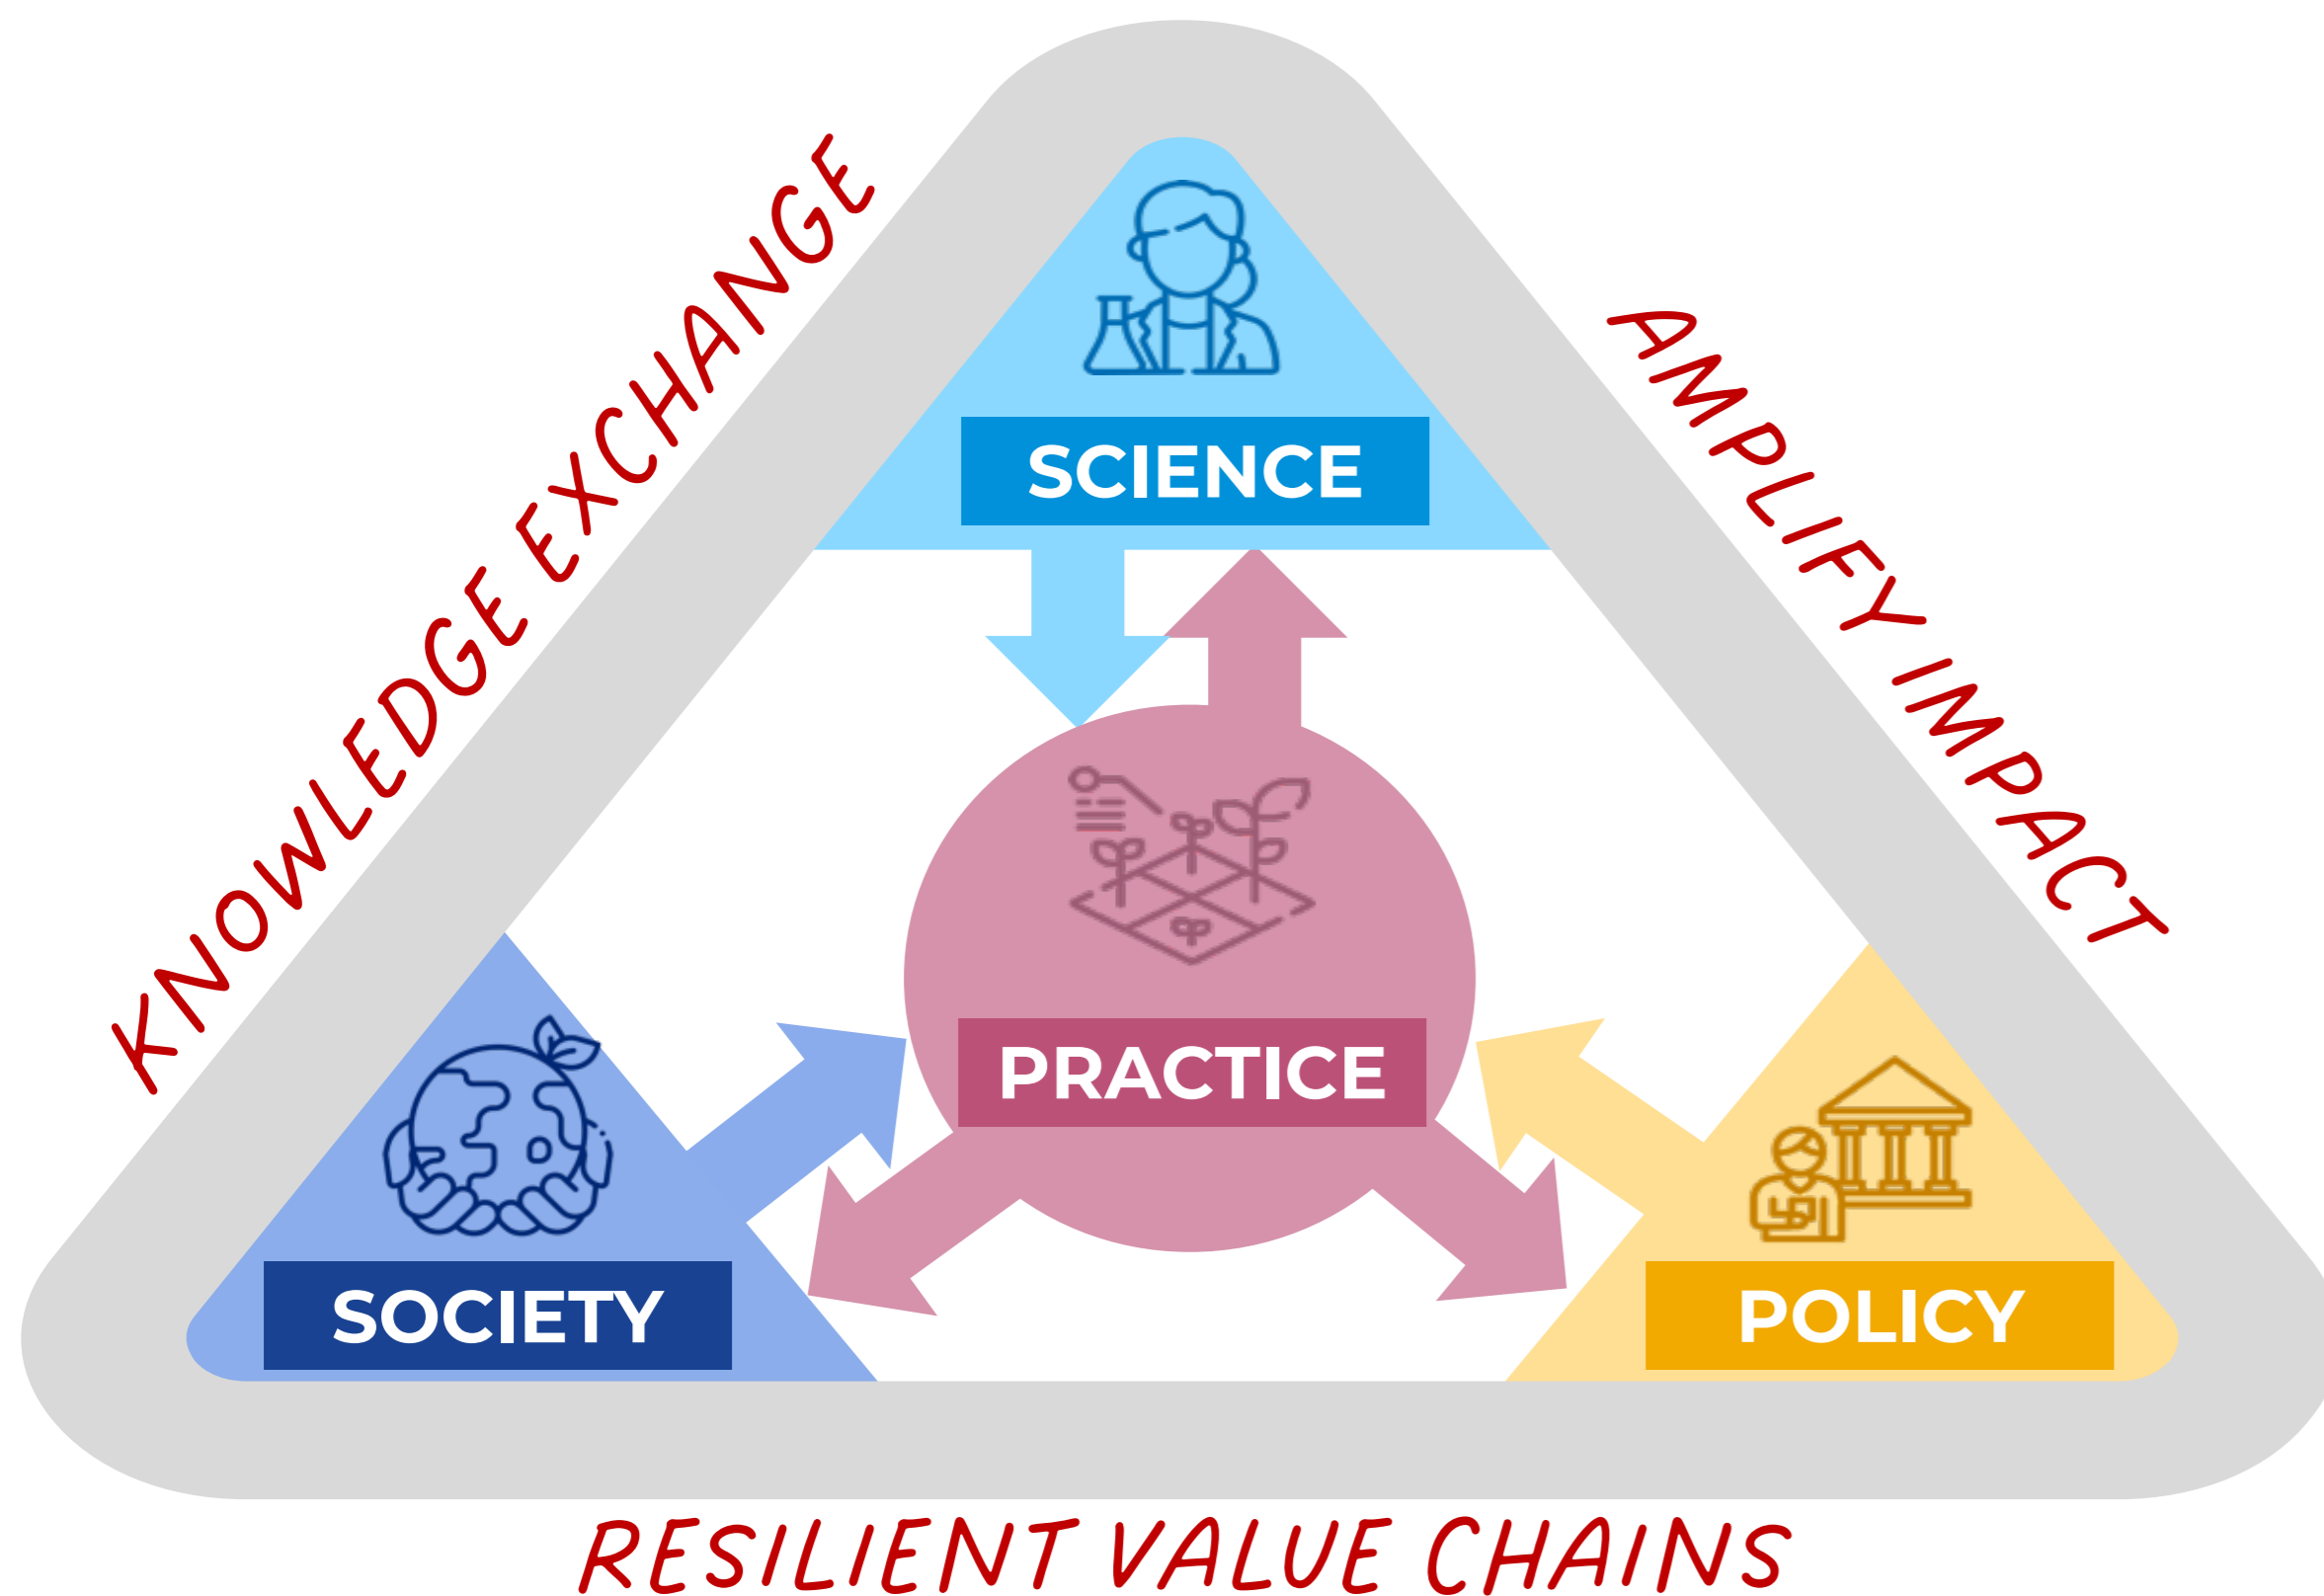 KNOWLEDGE EXCHANGE
AMPLIFY IMPACT
SCIENCE
PRACTICE
SOCIETY
POLICY
RESILIENT VALUE CHAINS